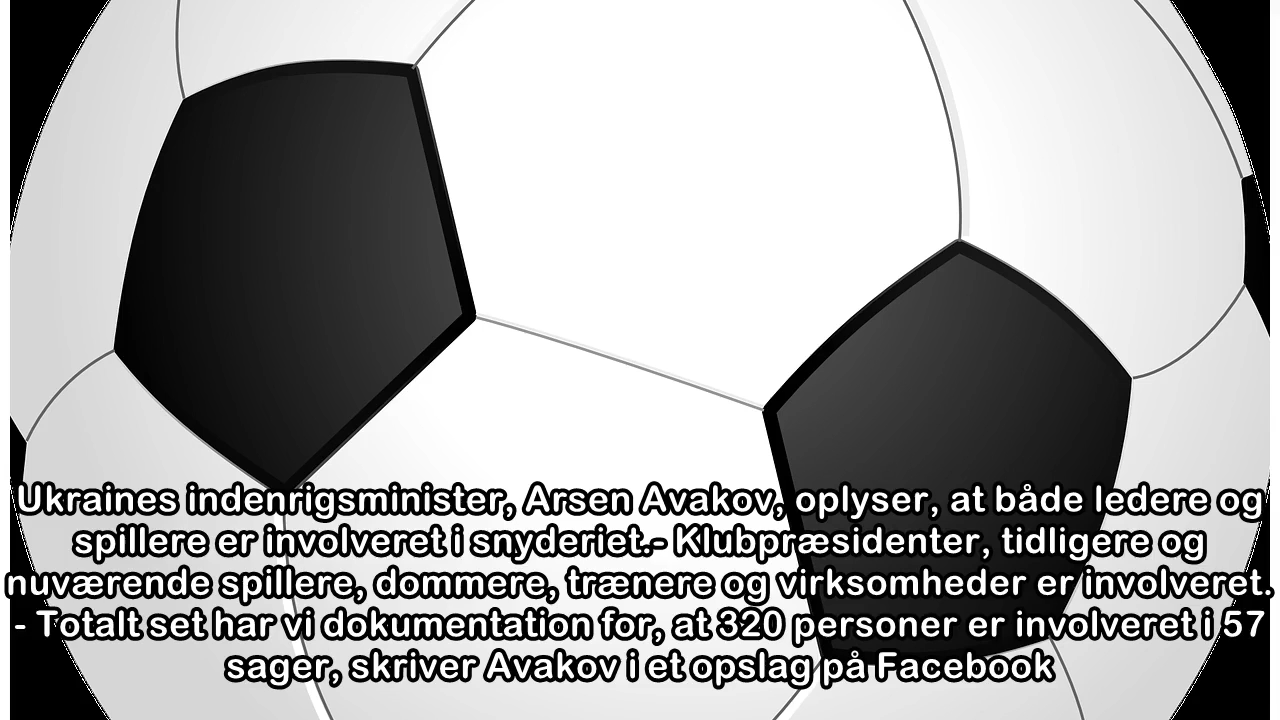 Ukraines indenrigsminister, Arsen Avakov, oplyser, at både ledere og
spillere er involveret i snyderiet.- Klubpræsidenter, tidligere og
nuværende spillere, dommere, trænere og virksomheder er involveret.
- Totalt set har vi dokumentation for, at 320 personer er involveret i 57
sager, skriver Avakov i et opslag på Facebook